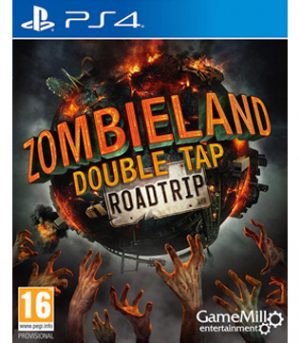 PS4
ZOMBIELAND
DOUBLE TAP
ROADTRIP
16
www.pegi.info
PROVISIONAL
GameMill
entertainment